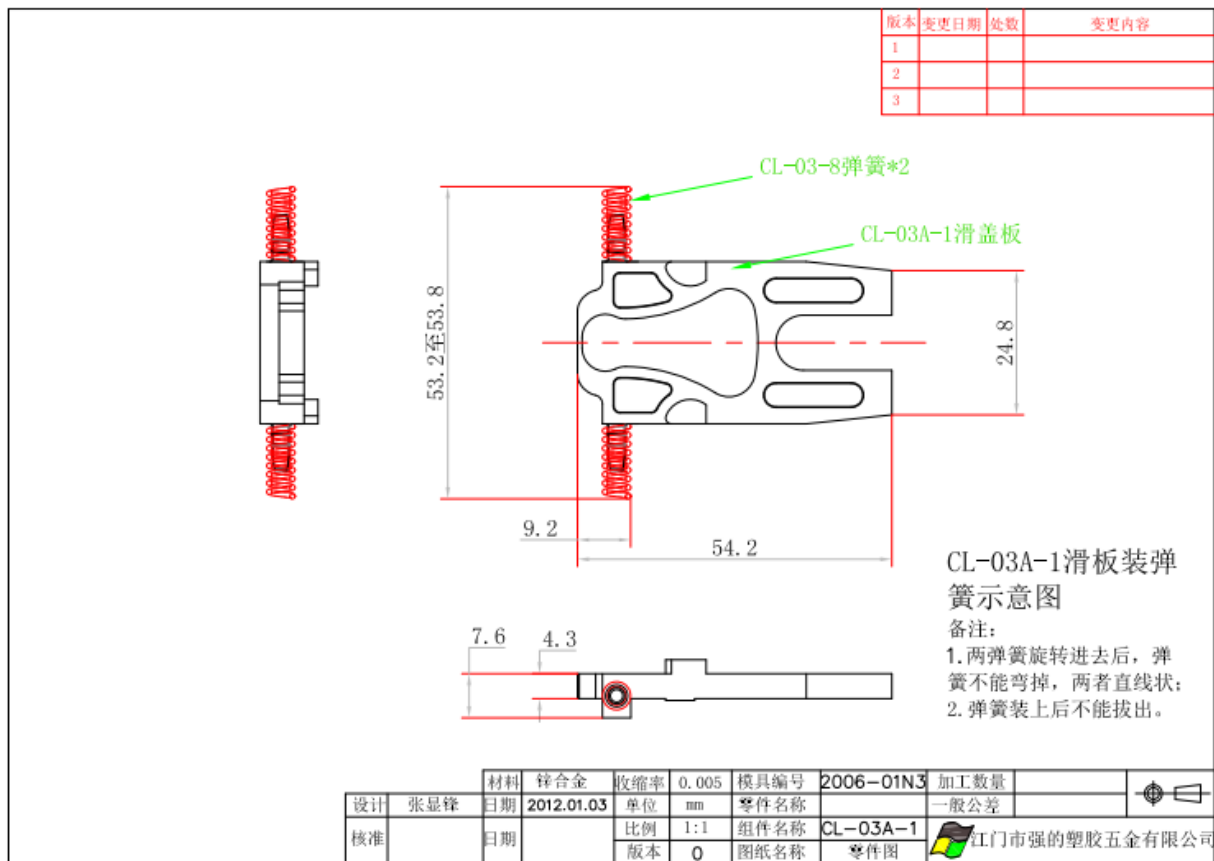 版本 变更日期 处数 变更内容
1
2
3
CL-03-8弹簧*2
CL-03A-1滑盖板
53.2至53.8
24.8
9.2
54.2
CL-03A-1滑板装弹
簧示意图
备注:
1.两弹簧旋转进去后，弹
簧不能弯掉，两者直线状;
2.弹簧装上后不能拔出。
7.6 4.3
材料 锌合金 收缩率 0.005 模具编号 2006-01N3 加工数量
设计 张显锋 日期 2012.01.03 单位 mm 零件名称 一般公差
核准 日期 比例 1:1 组件名称 CL-03A-1 江门市强的塑胶五金有限公司
版本 0 图纸名称 零件图